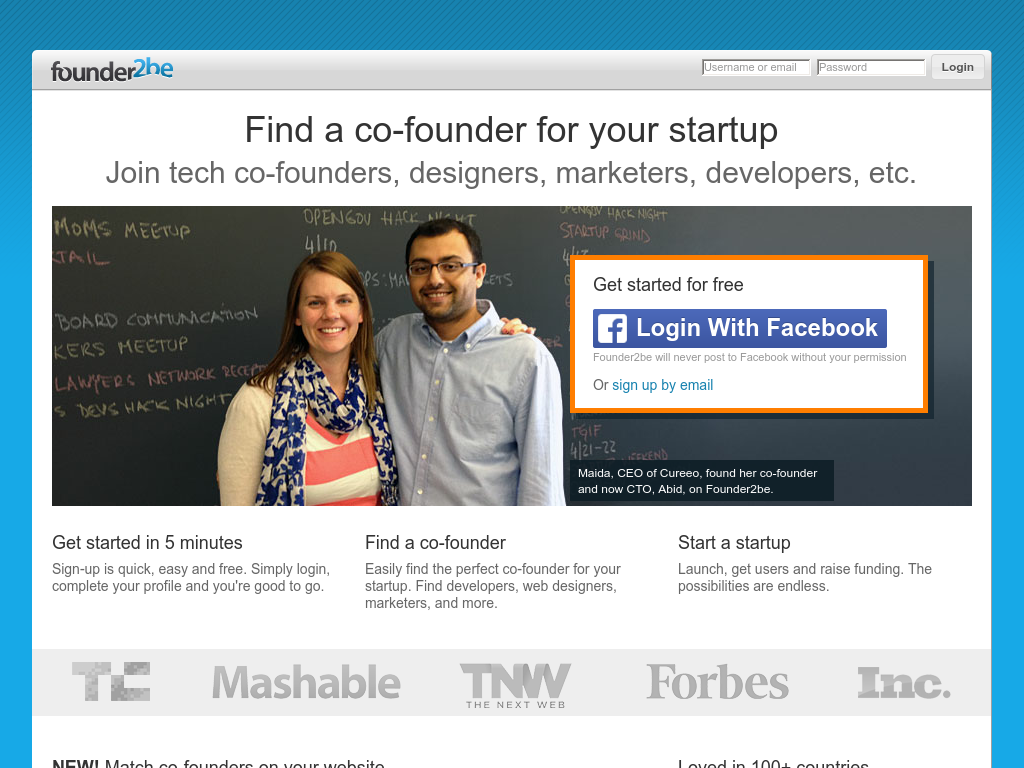 founder2be
Username or email
Password
Login
Find a co-founder for your startup
Join tech co-founders, designers, marketers, developers, etc.
MOMS MEETUP
TAIL
BOARD COMMUNICATION
KERS MEETUP
LAWYERS NETWORK RECEPT
S DEVS HACK NIGHT
OPENGOV HACK NIGHT
4/10
OPENGOV HACK NIGHT
STARTUP GRIND
Get started for free
Login With Facebook
Founder2be will never post to Facebook without your permission
Or sign up by email
TGIF
4/21-22
WEEKEND
Maida, CEO of Cureeo, found her co-founder
and now CTO, Abid, on Founder2be.
Get started in 5 minutes
Sign-up is quick, easy and free. Simply login,
complete your profile and you're good to go.
Find a co-founder
Easily find the perfect co-founder for your
startup. Find developers, web designers,
marketers, and more.
Start a startup
Launch, get users and raise funding. The
possibilities are endless.
TC
Mashable
TNW
THE NEXT WEB
Forbes
Inc.
NEW! Match co-founders on your website
Loved in 100+ countries